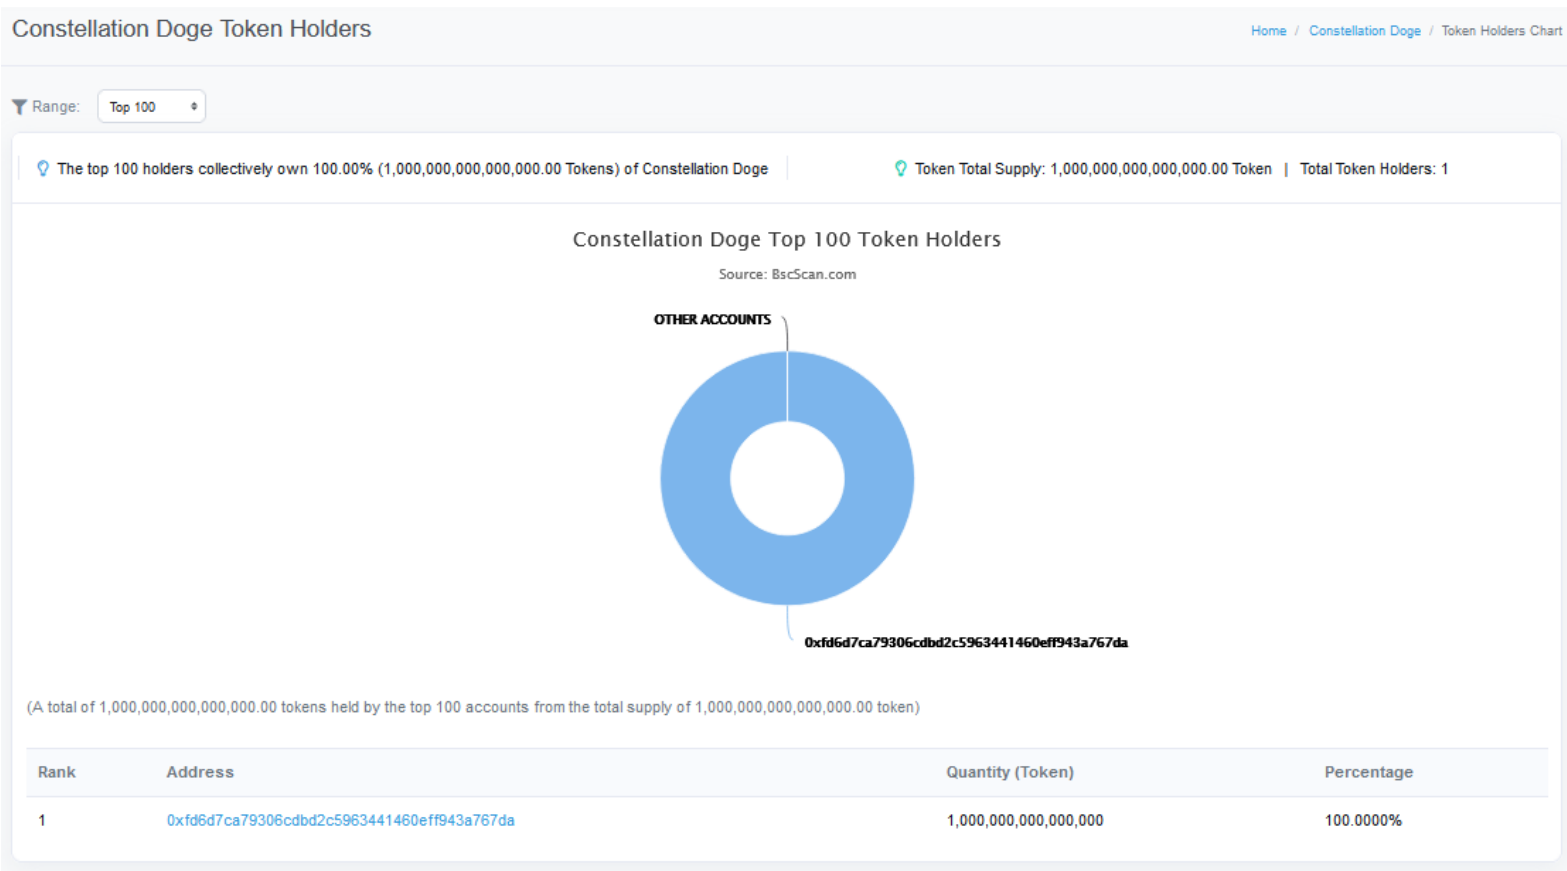 Constellation Doge Token Holders
Home / Constellation Doge / Token Holders Chart
Range: Top 100
The top 100 holders collectively own 100.00% (1,000,000,000,000,000.00 Tokens) of Constellation Doge
Token Total Supply: 1,000,000,000,000,000.00 Token | Total Token Holders: 1
Constellation Doge Top 100 Token Holders
Source: BscScan.com
OTHER ACCOUNTS
0xfd6d7ca79306cdbd2c5963441460eff943a767da
(A total of 1,000,000,000,000,000.00 tokens held by the top 100 accounts from the total supply of 1,000,000,000,000,000.00 token)
Rank Address Quantity (Token) Percentage
1 0xfd6d7ca79306cdbd2c5963441460eff943a767da 1,000,000,000,000,000 100.0000%